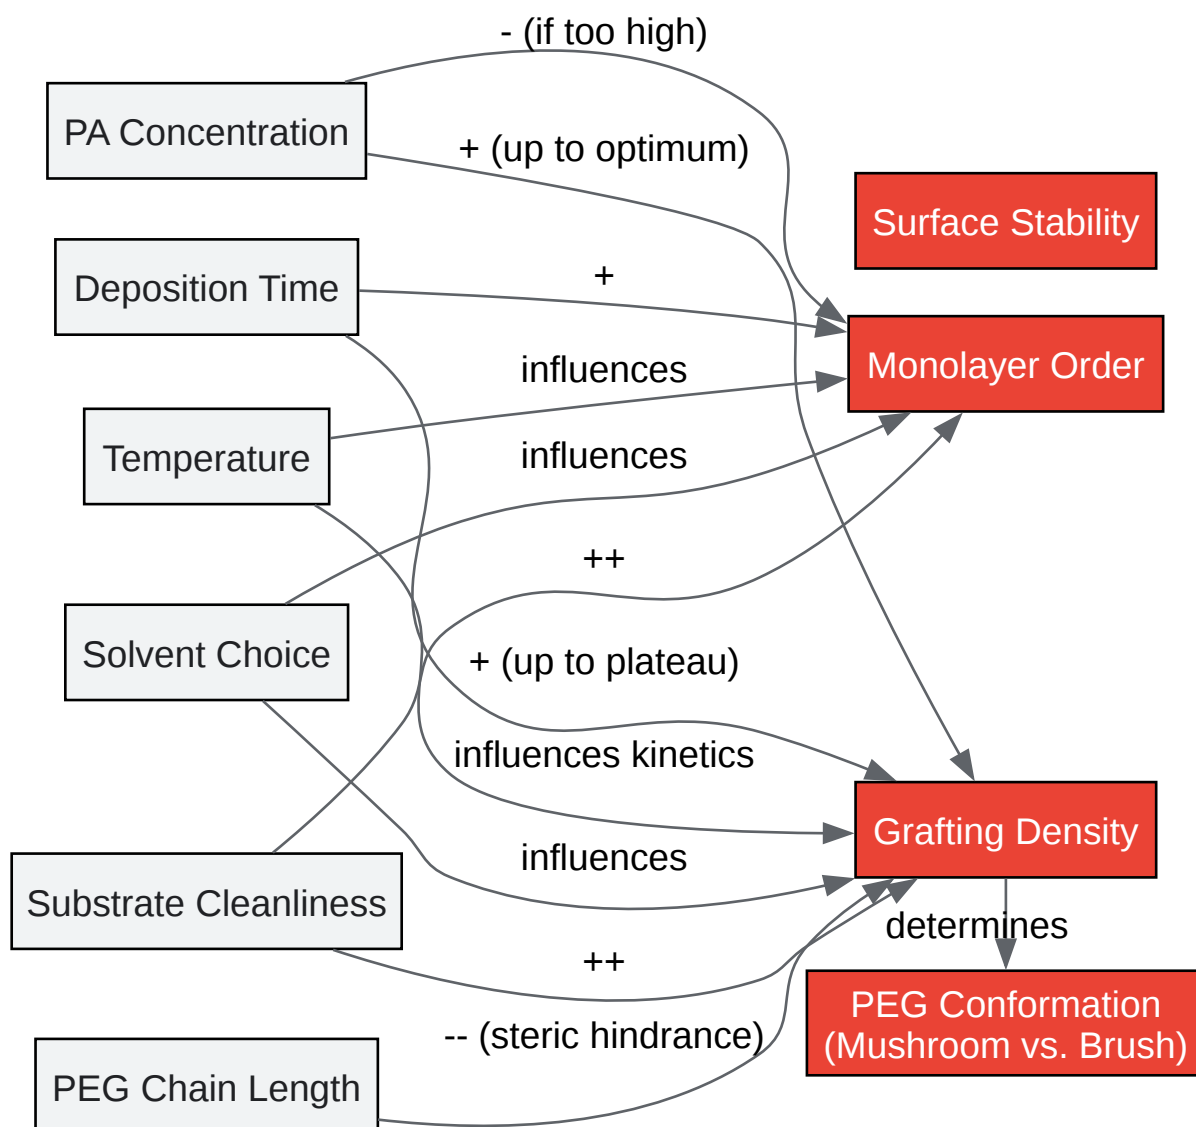 - (if too high)
PA Concentration
+ (up to optimum)
Surface Stability
Deposition Time
+
Monolayer Order
influences
Temperature
influences
++
Solvent Choice
+ (up to plateau)
influences kinetics
Grafting Density
influences
Substrate Cleanliness
determines
++
PEG Conformation
(Mushroom vs. Brush)
-- (steric hindrance)
PEG Chain Length